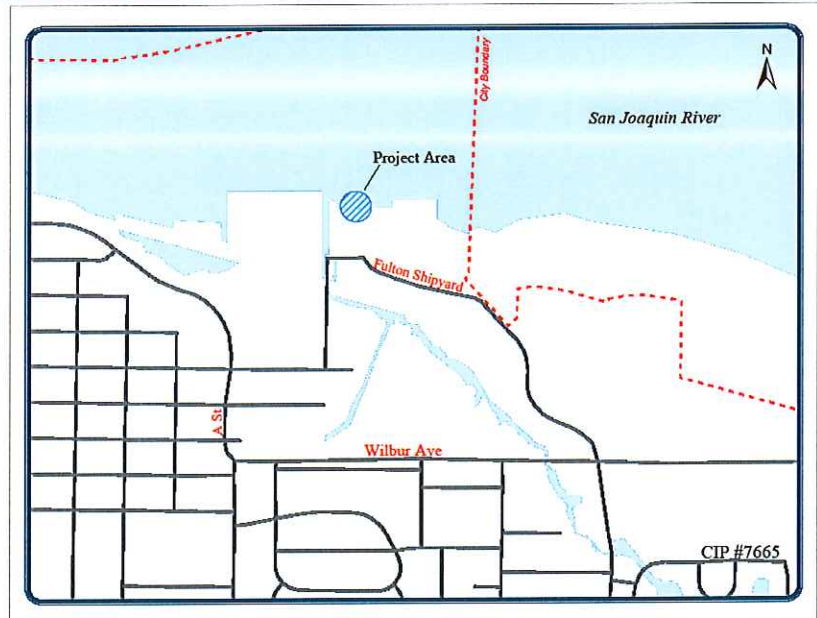 City Boundary
N
San Joaquin River
Project Area
Fulton Shipyard
A St
Wilbur Ave
CIP #7665